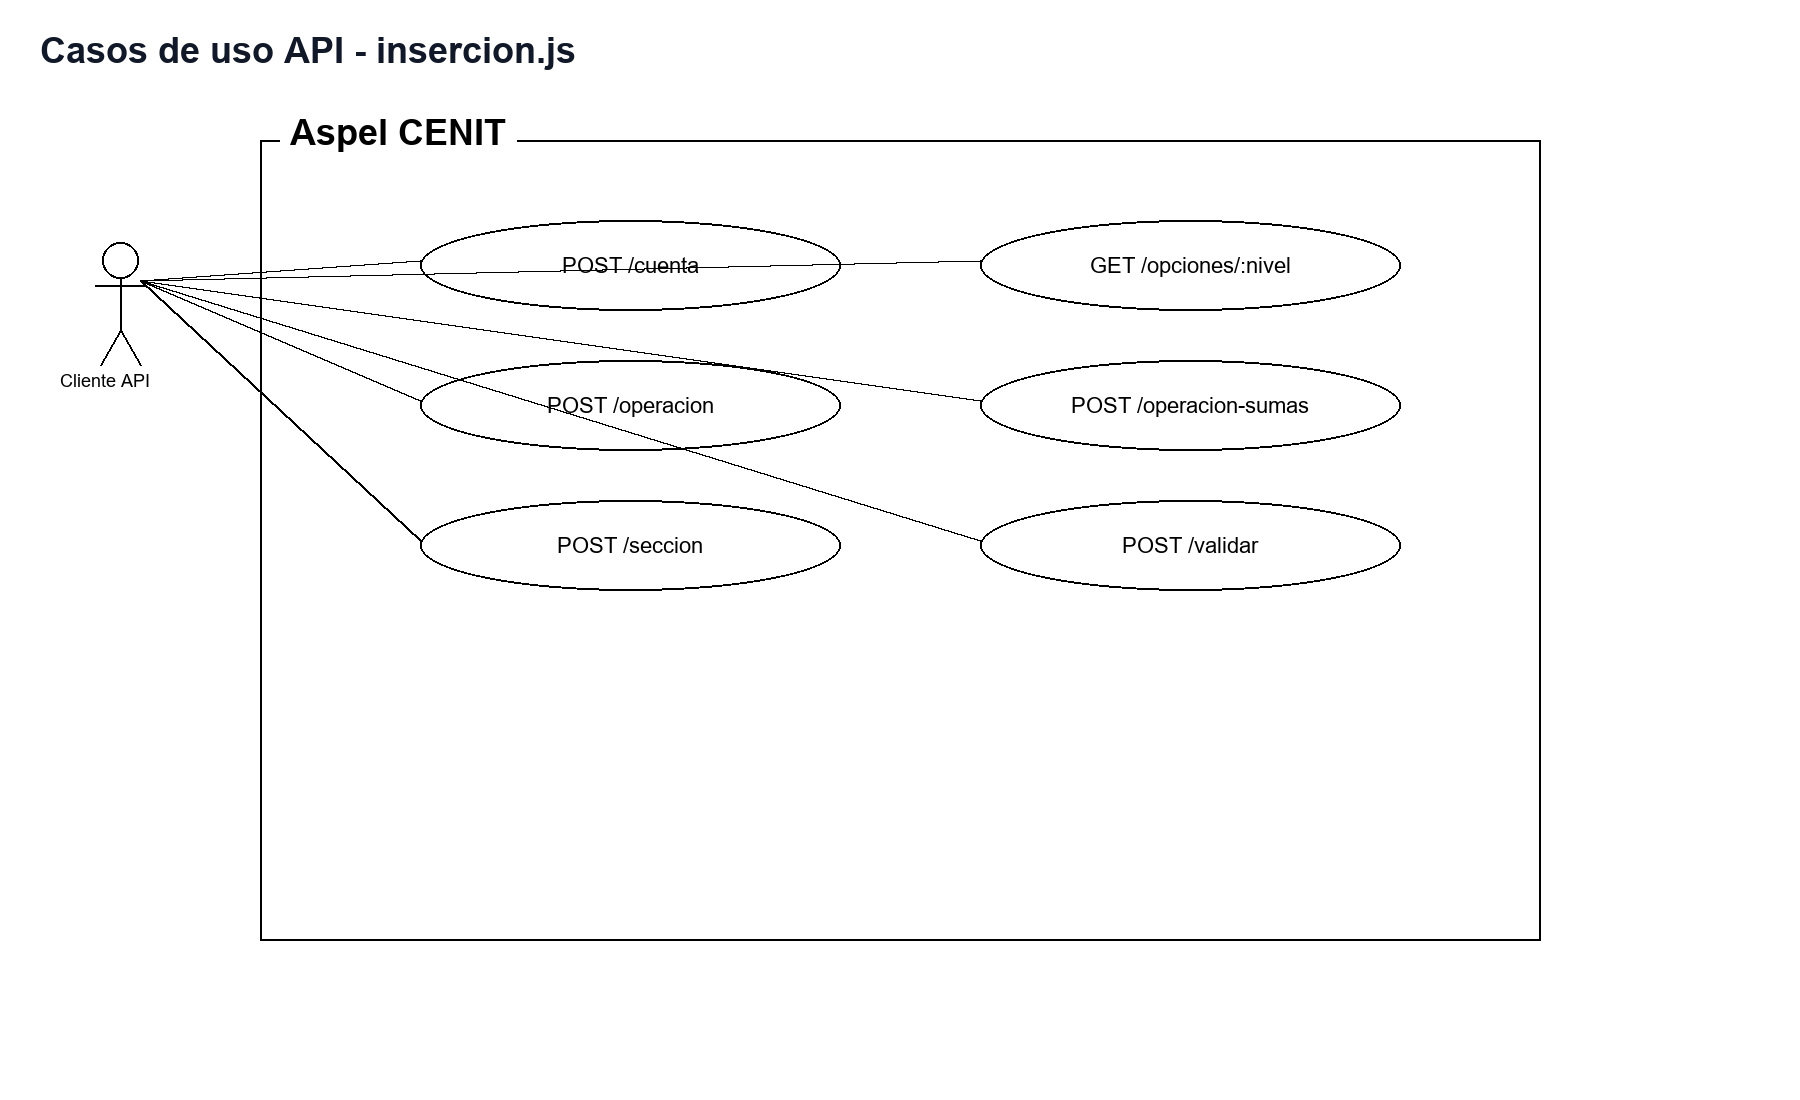 Casos de uso API - insercion.js
Aspel CENIT
Cliente API
POST /cuenta
GET /opciones/:nivel
POST /operacion
POST /operacion-sumas
POST /seccion
POST /validar